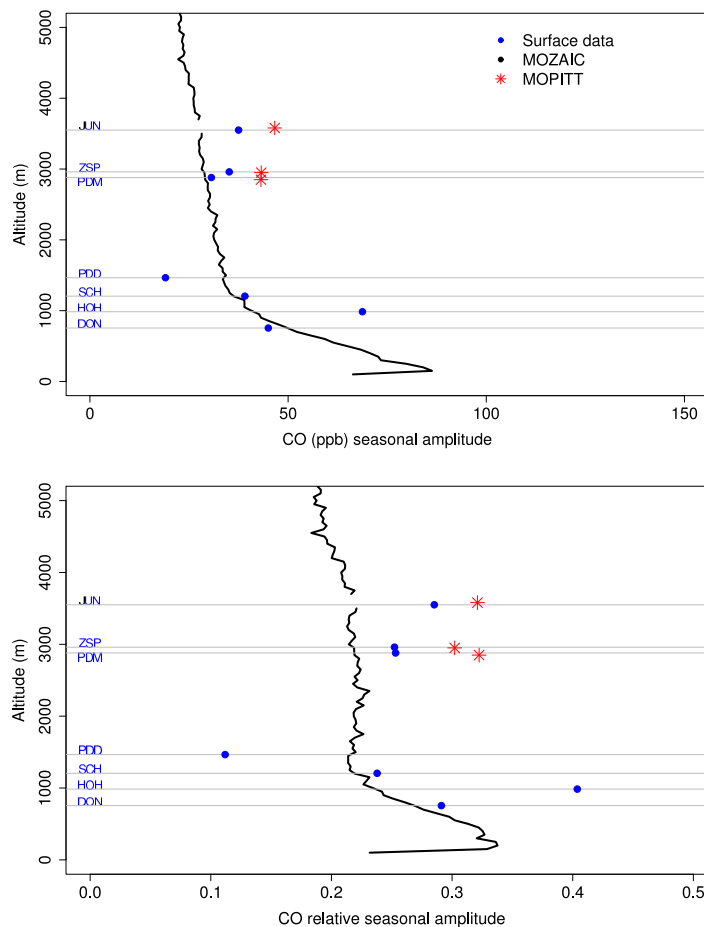 5000
4000
3000
2000
1000
0
Altitude (m)
Surface data
MOZAIC
MOPITT
JUN
ZSP
PDM
PDD
SCH
HOH
DON
0 50 100 150
CO (ppb) seasonal amplitude
5000
4000
3000
2000
1000
0
Altitude (m)
JUN
ZSP
PDM
PDD
SCH
HOH
DON
0.0 0.1 0.2 0.3 0.4 0.5
CO relative seasonal amplitude